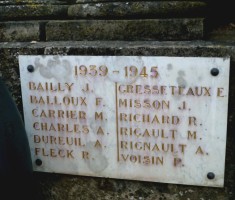 1939 - 1945
BAILLY J.
BALLOUX F.
CARRIER M.
CHARLES A.
DUREUIL A.
FLECK R.
CRESSETEAUX E
MISSON J.
RICHARD R.
RIGAULT M.
RIGNAULT A.
VOISIN P.